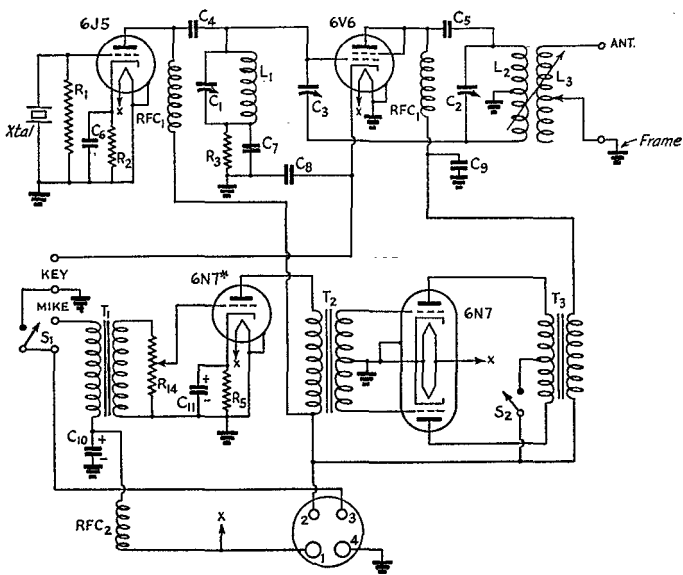 6J5
C4
6V6
C5
ANT.
R1
Xtal
C6
X
R2
RFC1
C1
L1
R3
C7
C8
C3
X
RFC1
C2
L2
L3
C9
Frame
KEY
MIKE
S1
T1
R14
6N7*
X
C11
+
-
R5
T2
6N7
X
T3
S2
C10
+
-
RFC2
X
2
3
1
4